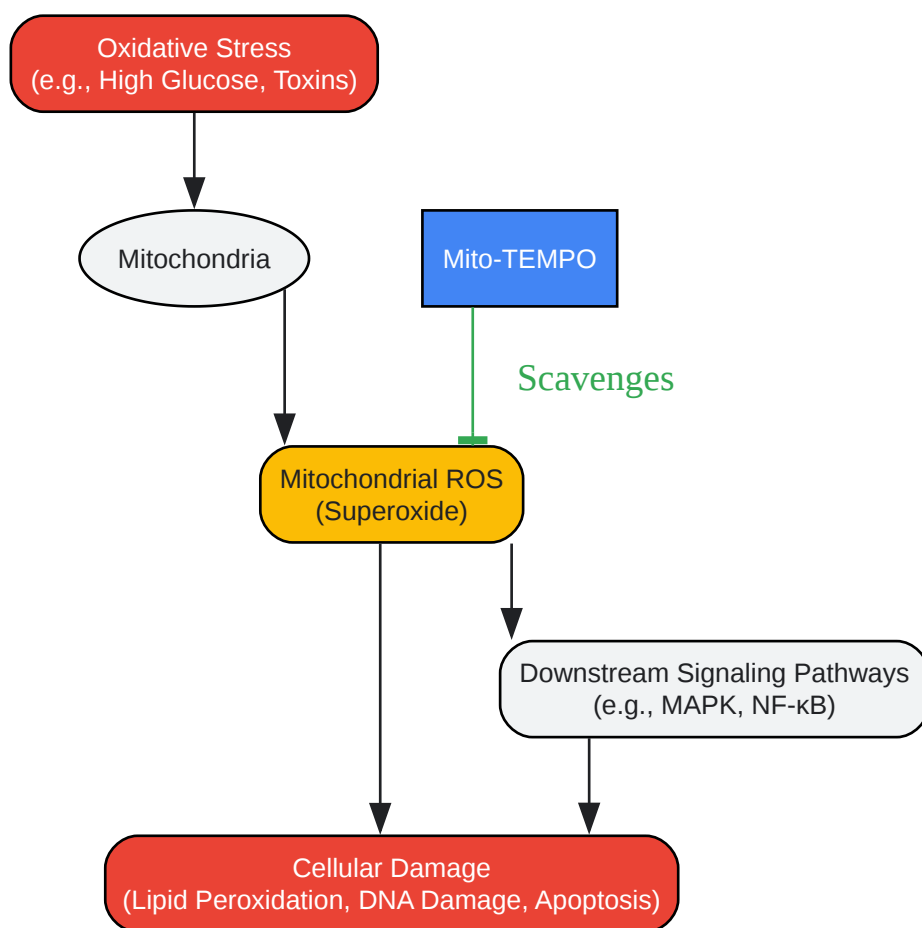 Oxidative Stress
(e.g., High Glucose, Toxins)
Mitochondria
Mito-TEMPO
Scavenges
Mitochondrial ROS
(Superoxide)
Downstream Signaling Pathways
(e.g., MAPK, NF-κB)
Cellular Damage
(Lipid Peroxidation, DNA Damage, Apoptosis)